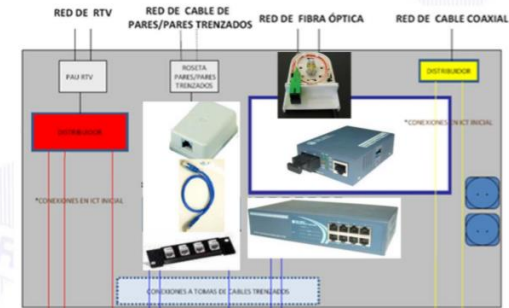 RED DE RTV
RED DE CABLE DE
PARES/PARES TRENZADOS
RED DE FIBRA ÓPTICA
RED DE CABLE COAXIAL
PAU RTV
ROSETA
PARES/PARES
TRENZADOS
DISTRIBUIDOR
DISTRIBUIDOR
*CONEXIONES EN ICT INICIAL
*CONEXIONES EN ICT INICIAL
CONEXIONES A TOMAS DE CABLES TRENZADOS